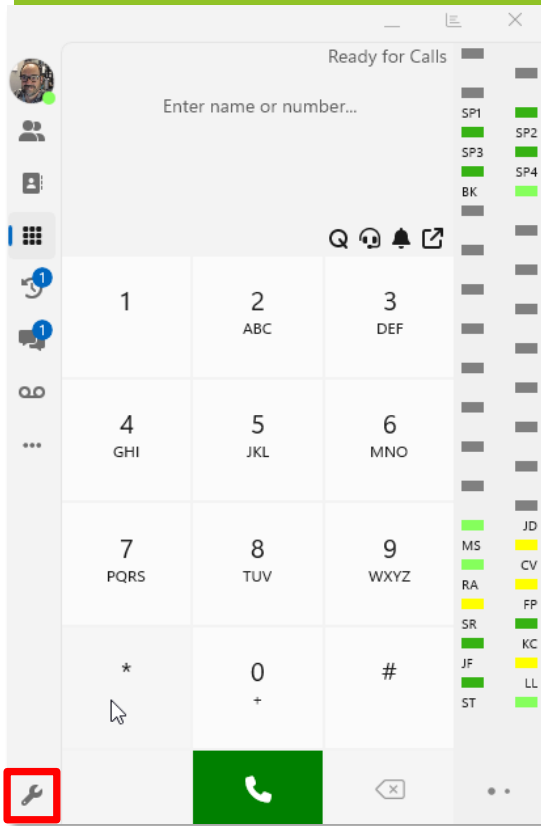 Ready for Calls
Enter name or number...
SP1
SP2
SP3
SP4
BK
Q
1
1
1
2
3
ABC
DEF
4
5
6
GHI
JKL
MNO
7
8
9
PQRS
TUV
WXYZ
*
0
#
+
JD
MS
CV
RA
FP
SR
KC
JF
LL
ST